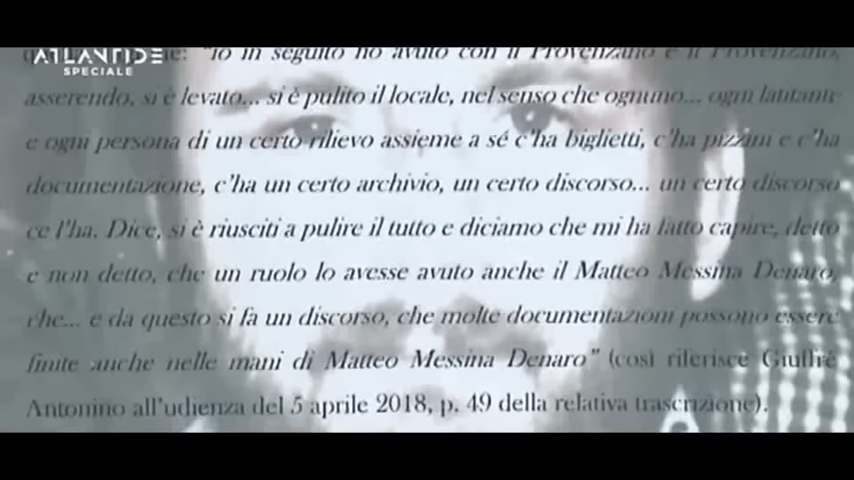 ATLANTIDE
SPECIALE
"io in seguito ho avuto con il Provenzano e il Provenzano,
asserendo, si è levato... si è pulito il locale, nel senso che ognuno... ogni latitante
e ogni persona di un certo rilievo assieme a sé c'ha biglietti, c'ha pizzini e c'ha
documentazione, c'ha un certo archivio, un certo discorso... un certo discorso
ce l'ha. Dice, si è riusciti a pulire il tutto e diciamo che mi ha fatto capire, detto
e non detto, che un ruolo lo avesse avuto anche il Matteo Messina Denaro,
che... e da questo si fa un discorso, che molte documentazioni possono essere
finite anche nelle mani di Matteo Messina Denaro" (così riferisce Giuffrè
Antonino all'udienza del 5 aprile 2018, p. 49 della relativa trascrizione).